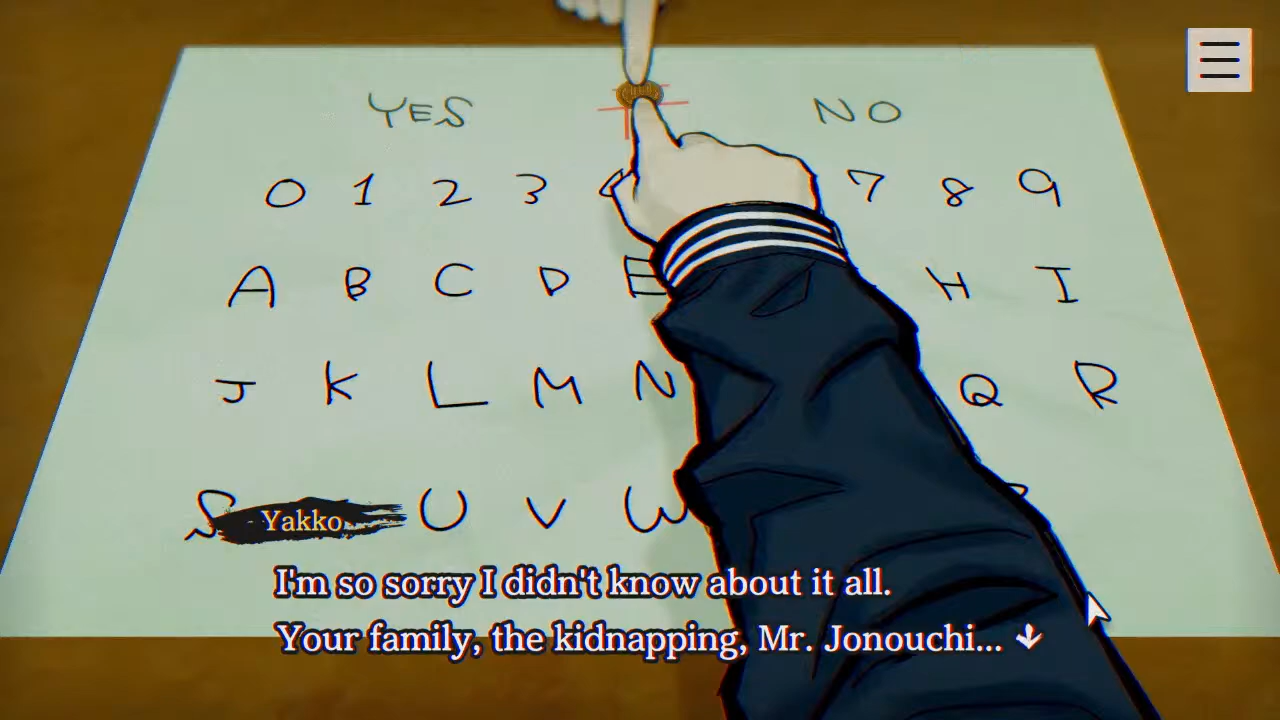 YES NO
0 1 2 3 7 8 9
A B C D E H I
J K L M N Q R
S U V W
Yakko
I'm so sorry I didn't know about it all.
Your family, the kidnapping, Mr. Jonouchi...